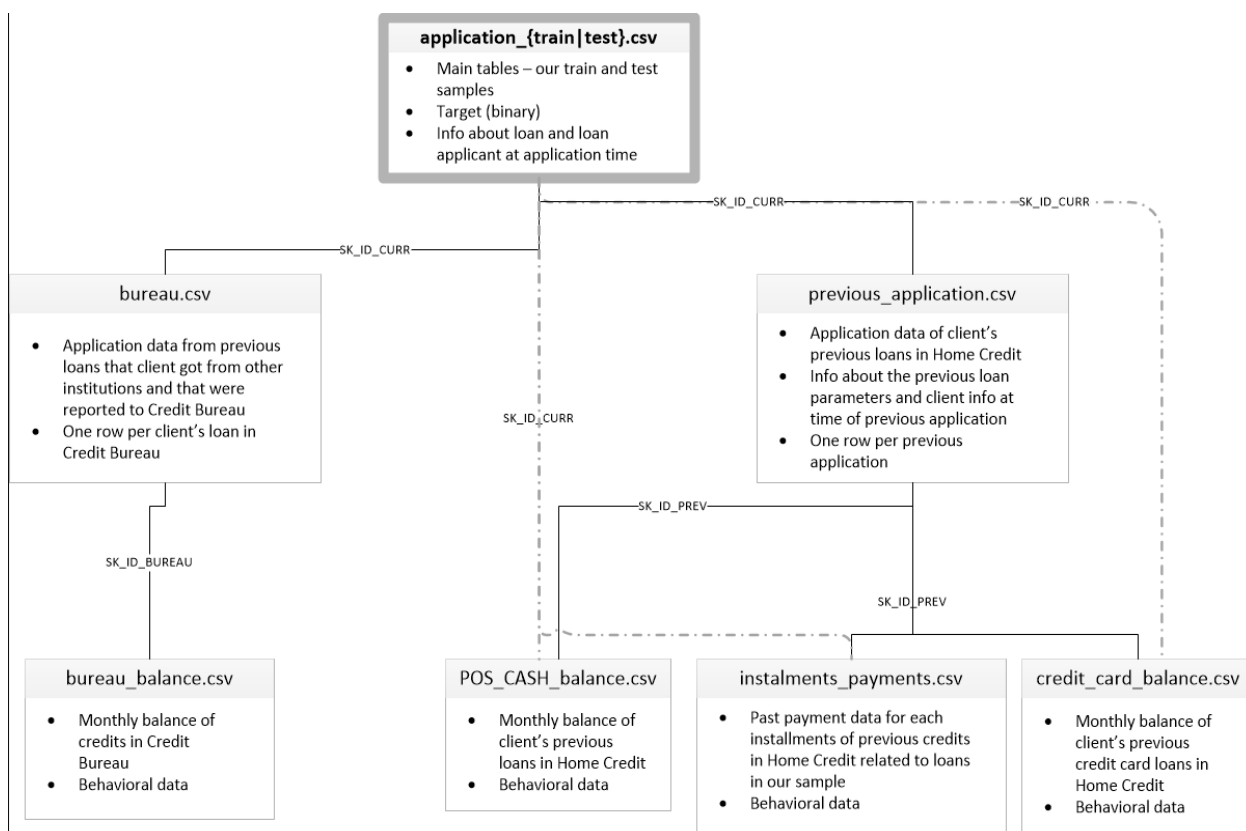 application_{train|test}.csv
• Main tables – our train and test
samples
• Target (binary)
• Info about loan and loan
applicant at application time
SK_ID_CURR
SK_ID_CURR
SK_ID_CURR
bureau.csv
• Application data from previous
loans that client got from other
institutions and that were
reported to Credit Bureau
• One row per client's loan in
Credit Bureau
previous_application.csv
• Application data of client's
previous loans in Home Credit
• Info about the previous loan
parameters and client info at
time of previous application
• One row per previous
application
SK_ID_CURR
SK_ID_PREV
SK_ID_BUREAU
SK_ID_PREV
bureau_balance.csv
• Monthly balance of
credits in Credit
Bureau
• Behavioral data
POS_CASH_balance.csv
• Monthly balance of
client's previous
loans in Home Credit
• Behavioral data
instalments_payments.csv
• Past payment data for each
installments of previous credits
in Home Credit related to loans
in our sample
• Behavioral data
credit_card_balance.csv
• Monthly balance of
client's previous
credit card loans in
Home Credit
• Behavioral data